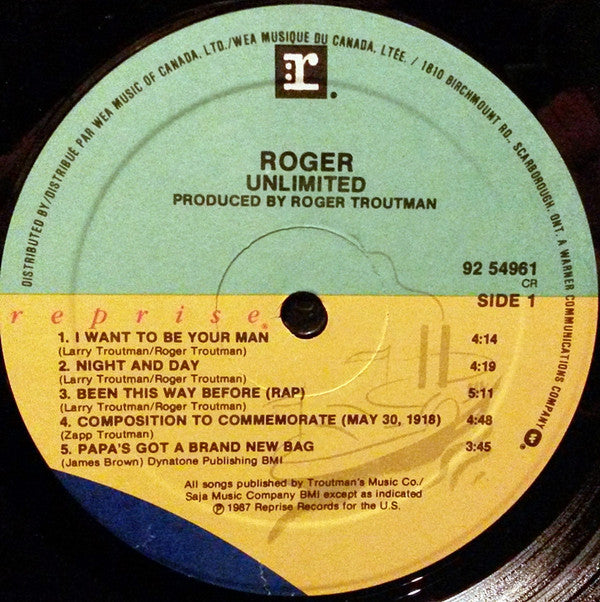 DISTRIBUTED BY/DISTRIBUÉ PAR WEA MUSIC OF CANADA, LTD./WEA MUSIQUE DU CANADA, LTÉE. / 1810 BIRCHMOUNT RD., SCARBOROUGH, ONT. A WARNER COMMUNICATIONS COMPANY
r
ROGER
UNLIMITED
PRODUCED BY ROGER TROUTMAN
92 54961
CR
SIDE 1
reprise
1. I WANT TO BE YOUR MAN 4:14
(Larry Troutman/Roger Troutman)
2. NIGHT AND DAY 4:19
(Larry Troutman/Roger Troutman)
3. BEEN THIS WAY BEFORE (RAP) 5:11
(Larry Troutman/Roger Troutman)
4. COMPOSITION TO COMMEMORATE (MAY 30, 1918) 4:48
(Zapp Troutman)
5. PAPA'S GOT A BRAND NEW BAG 3:45
(James Brown) Dynatone Publishing BMI
All songs published by Troutman's Music Co./
Saja Music Company BMI except as indicated
℗ 1987 Reprise Records for the U.S.